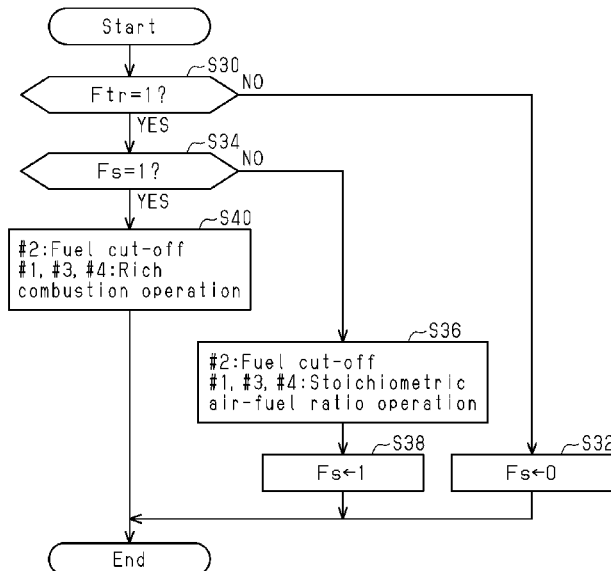 Start
S30
Ftr=1?
NO
YES
S34
Fs=1?
NO
YES
S40
#2:Fuel cut-off
#1, #3, #4:Rich
combustion operation
S36
#2:Fuel cut-off
#1, #3, #4:Stoichiometric
air-fuel ratio operation
S38
Fs←1
S32
Fs←0
End